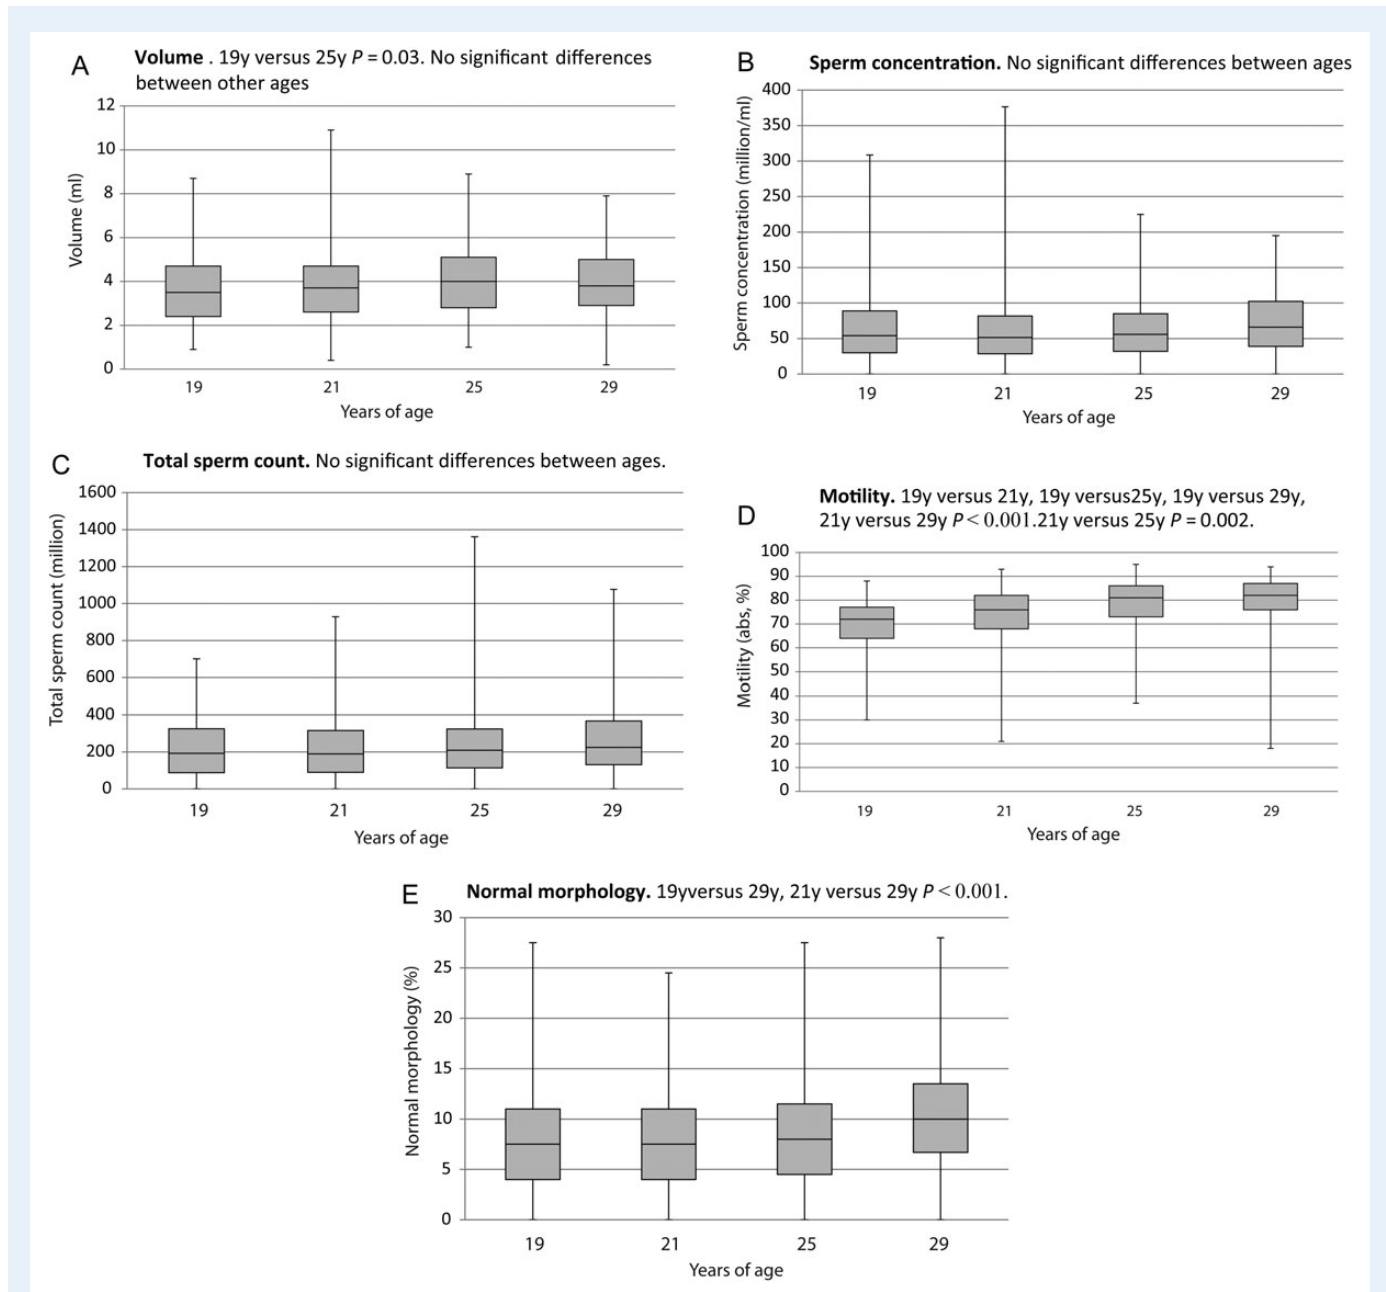 A
Volume . 19y versus 25y P = 0.03. No significant differences
between other ages
12
10
8
6
4
2
0
Volume (ml)
19 21 25 29
Years of age
B
Sperm concentration. No significant differences between ages
400
350
300
250
200
150
100
50
0
Sperm concentration (million/ml)
19 21 25 29
Years of age
C
Total sperm count. No significant differences between ages.
1600
1400
1200
1000
800
600
400
200
0
Total sperm count (million)
19 21 25 29
Years of age
D
Motility. 19y versus 21y, 19y versus25y, 19y versus 29y,
21y versus 29y P < 0.001.21y versus 25y P = 0.002.
100
90
80
70
60
50
40
30
20
10
0
Motility (abs, %)
19 21 25 29
Years of age
E
Normal morphology. 19yversus 29y, 21y versus 29y P < 0.001.
30
25
20
15
10
5
0
Normal morphology (%)
19 21 25 29
Years of age